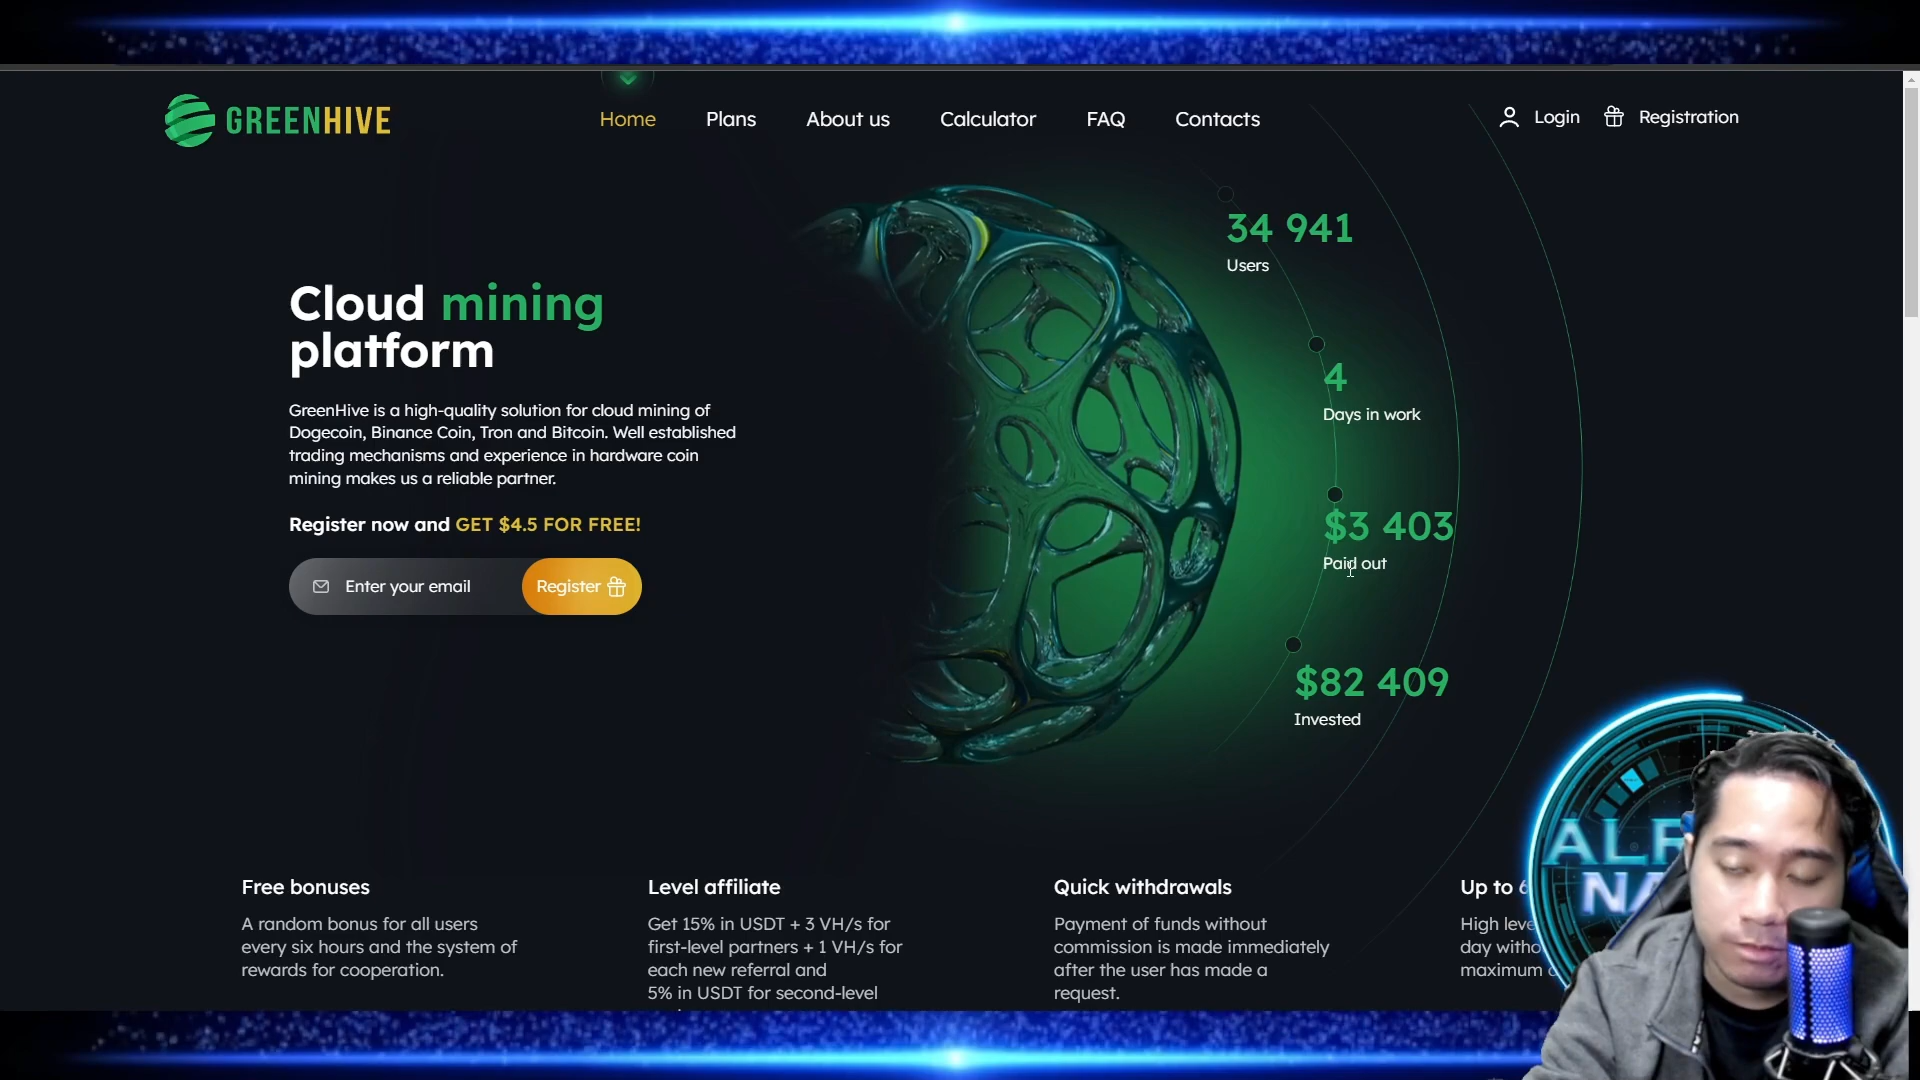 GREENHIVE
Home
Plans
About us
Calculator
FAQ
Contacts
Login
Registration
34 941
Users
Cloud mining
platform
4
Days in work
GreenHive is a high-quality solution for cloud mining of
Dogecoin, Binance Coin, Tron and Bitcoin. Well established
trading mechanisms and experience in hardware coin
mining makes us a reliable partner.
Register now and GET $4.5 FOR FREE!
Enter your email
Register
$3 403
Paid out
$82 409
Invested
Free bonuses
A random bonus for all users
every six hours and the system of
rewards for cooperation.
Level affiliate
Get 15% in USDT + 3 VH/s for
first-level partners + 1 VH/s for
each new referral and
5% in USDT for second-level
Quick withdrawals
Payment of funds without
commission is made immediately
after the user has made a
request.
Up to
High
day
maximum